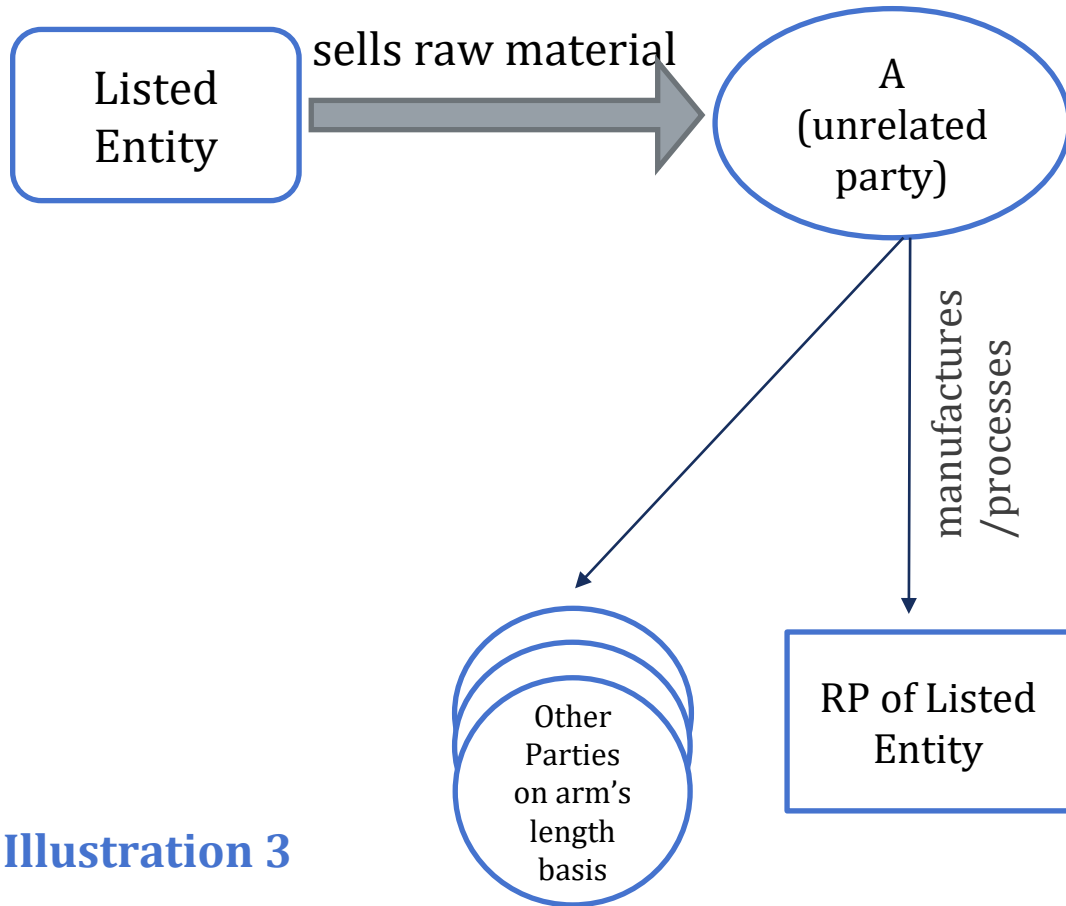 sells raw material
Listed
Entity
A
(unrelated
party)
manufactures
/processes
Other
Parties
on arm’s
length
basis
RP of Listed
Entity
Illustration 3